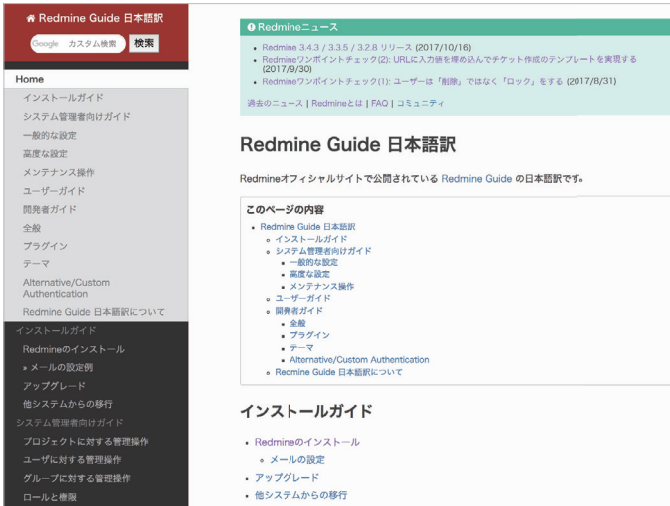 Redmine Guide 日本語訳
Google カスタム検索 検索
Home
インストールガイド
システム管理者向けガイド
一般的な設定
高度な設定
メンテナンス操作
ユーザーガイド
開発者ガイド
全般
プラグイン
テーマ
Alternative/Custom
Authentication
Redmine Guide 日本語訳について
インストールガイド
Redmineのインストール
» メールの設定例
アップグレード
他システムからの移行
システム管理者向けガイド
プロジェクトに対する管理操作
ユーザに対する管理操作
グループに対する管理操作
ロールと権限
Redmineニュース
Redmine 3.4.3 / 3.3.5 / 3.2.8 リリース (2017/10/16)
Redmineワンポイントチェック(2): URLに入力値を埋め込んでチケット作成のテンプレートを実現する
(2017/9/30)
Redmineワンポイントチェック(1): ユーザーは「削除」ではなく「ロック」をする (2017/8/31)
過去のニュース | Redmineとは | FAQ | コミュニティ
Redmine Guide 日本語訳
Redmineオフィシャルサイトで公開されている Redmine Guide の日本語訳です。
このページの内容
Redmine Guide 日本語訳
インストールガイド
システム管理者向けガイド
一般的な設定
高度な設定
メンテナンス操作
ユーザーガイド
開発者ガイド
全般
プラグイン
テーマ
Alternative/Custom Authentication
Redmine Guide 日本語訳について
インストールガイド
Redmineのインストール
メールの設定
アップグレード
他システムからの移行